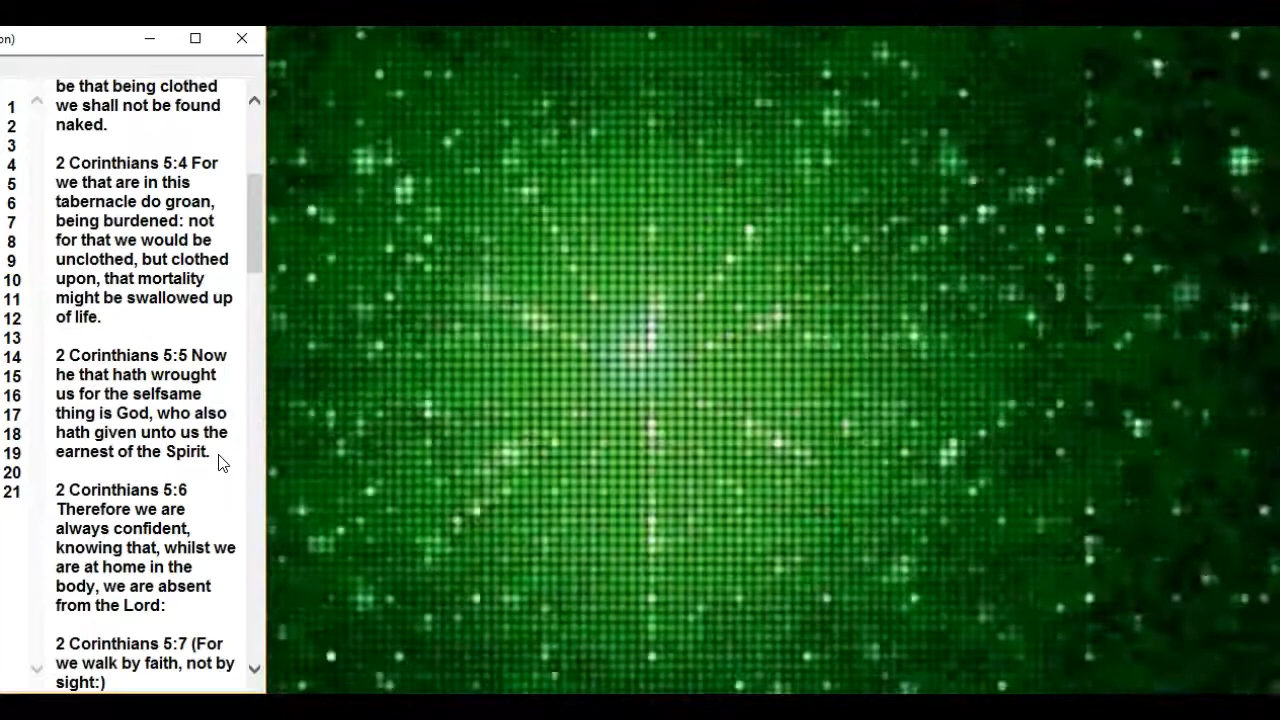 on)
1
2
3
4
5
6
7
8
9
10
11
12
13
14
15
16
17
18
19
20
21
be that being clothed
we shall not be found
naked.
2 Corinthians 5:4 For
we that are in this
tabernacle do groan,
being burdened: not
for that we would be
unclothed, but clothed
upon, that mortality
might be swallowed up
of life.
2 Corinthians 5:5 Now
he that hath wrought
us for the selfsame
thing is God, who also
hath given unto us the
earnest of the Spirit.
2 Corinthians 5:6
Therefore we are
always confident,
knowing that, whilst we
are at home in the
body, we are absent
from the Lord:
2 Corinthians 5:7 (For
we walk by faith, not by
sight:)